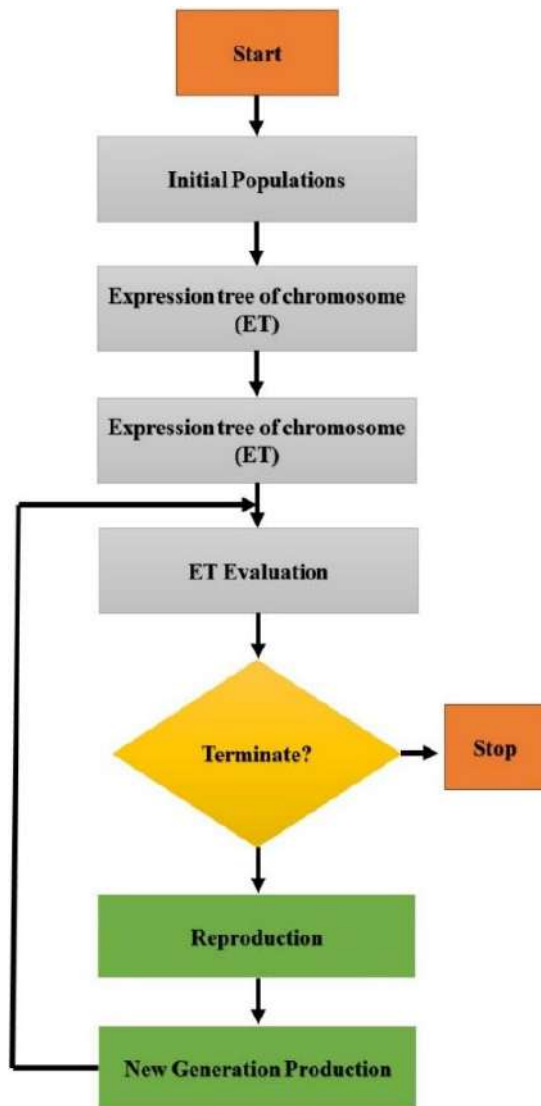 Start
Initial Populations
Expression tree of chromosome
(ET)
Expression tree of chromosome
(ET)
ET Evaluation
Terminate?
Stop
Reproduction
New Generation Production